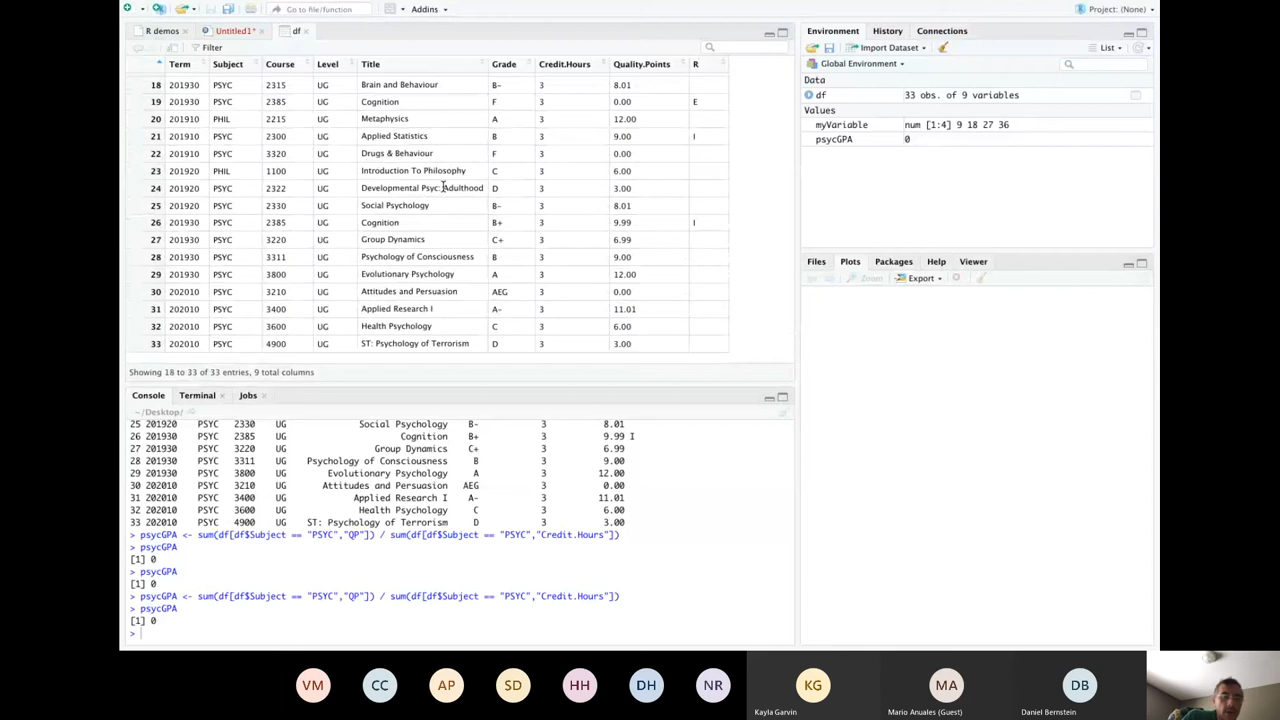 Go to file/function
Addins
Project: (None)
R demos
Untitled1*
df
Filter
Term Subject Course Level Title Grade Credit.Hours Quality.Points R
18 201930 PSYC 2315 UG Brain and Behaviour B- 3 8.01
19 201930 PSYC 2385 UG Cognition F 3 0.00 E
20 201910 PHIL 2215 UG Metaphysics A 3 12.00
21 201910 PSYC 2300 UG Applied Statistics B 3 9.00 I
22 201910 PSYC 3320 UG Drugs & Behaviour F 3 0.00
23 201920 PHIL 1100 UG Introduction To Philosophy C 3 6.00
24 201920 PSYC 2322 UG Developmental Psyc: Adulthood D 3 3.00
25 201920 PSYC 2330 UG Social Psychology B- 3 8.01
26 201930 PSYC 2385 UG Cognition B+ 3 9.99 I
27 201930 PSYC 3220 UG Group Dynamics C+ 3 6.99
28 201930 PSYC 3311 UG Psychology of Consciousness B 3 9.00
29 201930 PSYC 3800 UG Evolutionary Psychology A 3 12.00
30 202010 PSYC 3210 UG Attitudes and Persuasion AEG 3 0.00
31 202010 PSYC 3400 UG Applied Research I A- 3 11.01
32 202010 PSYC 3600 UG Health Psychology C 3 6.00
33 202010 PSYC 4900 UG ST: Psychology of Terrorism D 3 3.00
Showing 18 to 33 of 33 entries, 9 total columns
Console Terminal Jobs
~/Desktop/
25 201920 PSYC 2330 UG Social Psychology B- 3 8.01
26 201930 PSYC 2385 UG Cognition B+ 3 9.99 I
27 201930 PSYC 3220 UG Group Dynamics C+ 3 6.99
28 201930 PSYC 3311 UG Psychology of Consciousness B 3 9.00
29 201930 PSYC 3800 UG Evolutionary Psychology A 3 12.00
30 202010 PSYC 3210 UG Attitudes and Persuasion AEG 3 0.00
31 202010 PSYC 3400 UG Applied Research I A- 3 11.01
32 202010 PSYC 3600 UG Health Psychology C 3 6.00
33 202010 PSYC 4900 UG ST: Psychology of Terrorism D 3 3.00
> psycGPA <- sum(df[df$Subject == "PSYC","QP"]) / sum(df[df$Subject == "PSYC","Credit.Hours"])
> psycGPA
[1] 0
> psycGPA
[1] 0
> psycGPA <- sum(df[df$Subject == "PSYC","QP"]) / sum(df[df$Subject == "PSYC","Credit.Hours"])
> psycGPA
[1] 0
>
Environment History Connections
Import Dataset
List
Global Environment
Data
df 33 obs. of 9 variables
Values
myVariable num [1:4] 9 18 27 36
psycGPA 0
Files Plots Packages Help Viewer
Zoom Export
VM CC AP SD HH DH NR KG MA DB
Kayla Garvin
Mario Anuales (Guest)
Daniel Bernstein